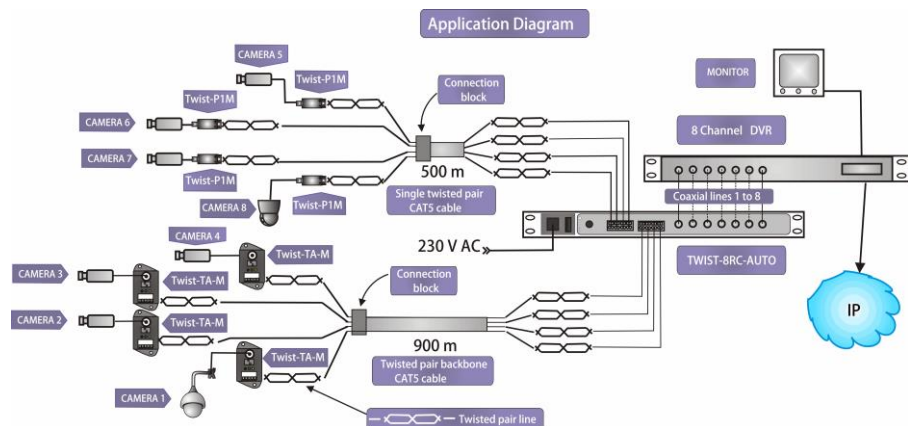 Application Diagram
CAMERA 5
Twist-P1M
MONITOR
Connection
block
CAMERA 6
Twist-P1M
8 Channel DVR
CAMERA 7
500 m
Twist-P1M
Single twisted pair
CAT5 cable
Coaxial lines 1 to 8
CAMERA 8
Twist-P1M
CAMERA 4
230 V AC
TWIST-8RC-AUTO
Twist-TA-M
CAMERA 3
Twist-TA-M
Connection
block
IP
CAMERA 2
Twist-TA-M
900 m
Twist-TA-M
Twisted pair backbone
CAT5 cable
CAMERA 1
Twisted pair line